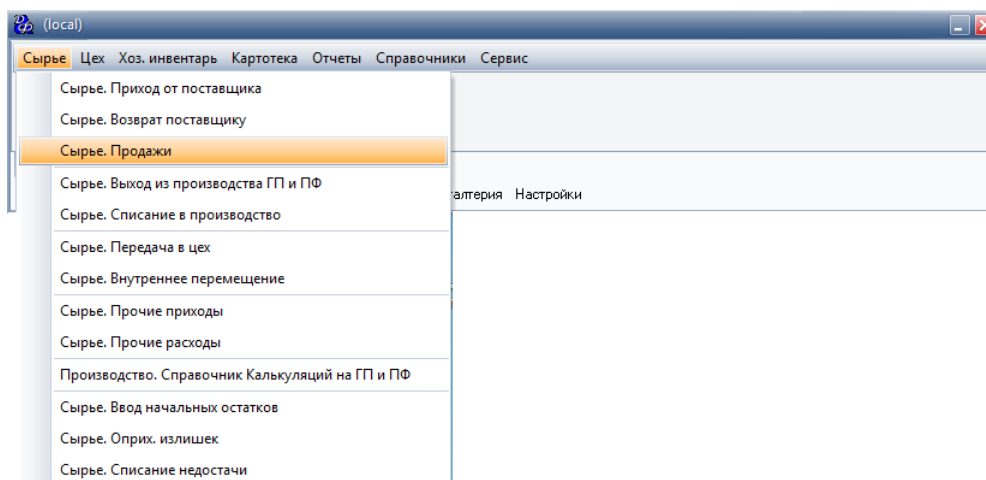 (local)
Сырье Цех Хоз. инвентарь Картотека Отчеты Справочники Сервис
Сырье. Приход от поставщика
Сырье. Возврат поставщику
Сырье. Продажи
Сырье. Выход из производства ГП и ПФ
Настройки
Сырье. Списание в производство
Сырье. Передача в цех
Сырье. Внутреннее перемещение
Сырье. Прочие приходы
Сырье. Прочие расходы
Производство. Справочник Калькуляций на ГП и ПФ
Сырье. Ввод начальных остатков
Сырье. Оприх. излишек
Сырье. Списание недостачи